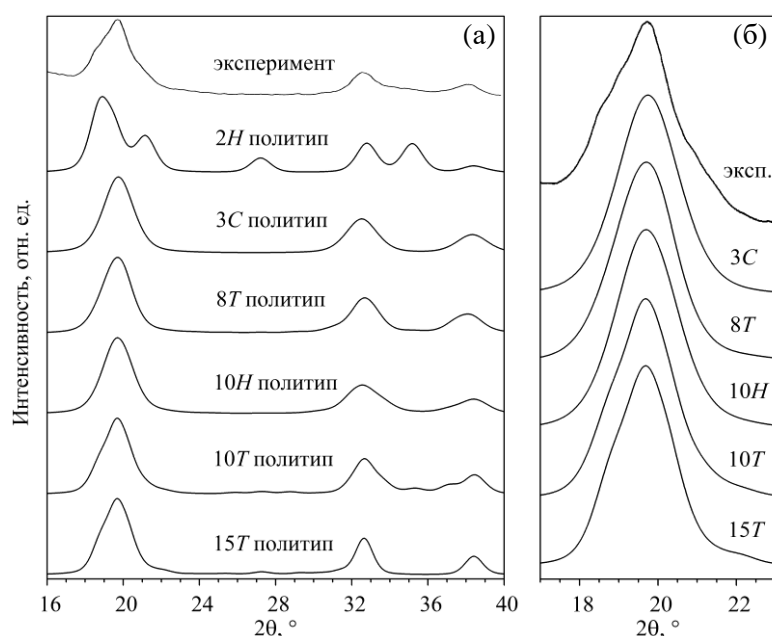 (а)
эксперимент
2H политип
3C политип
8T политип
10H политип
10T политип
15T политип
Интенсивность, отн. ед.
16 20 24 28 32 36 40
2θ, °
(б)
эксп.
3C
8T
10H
10T
15T
18 20 22
2θ, °